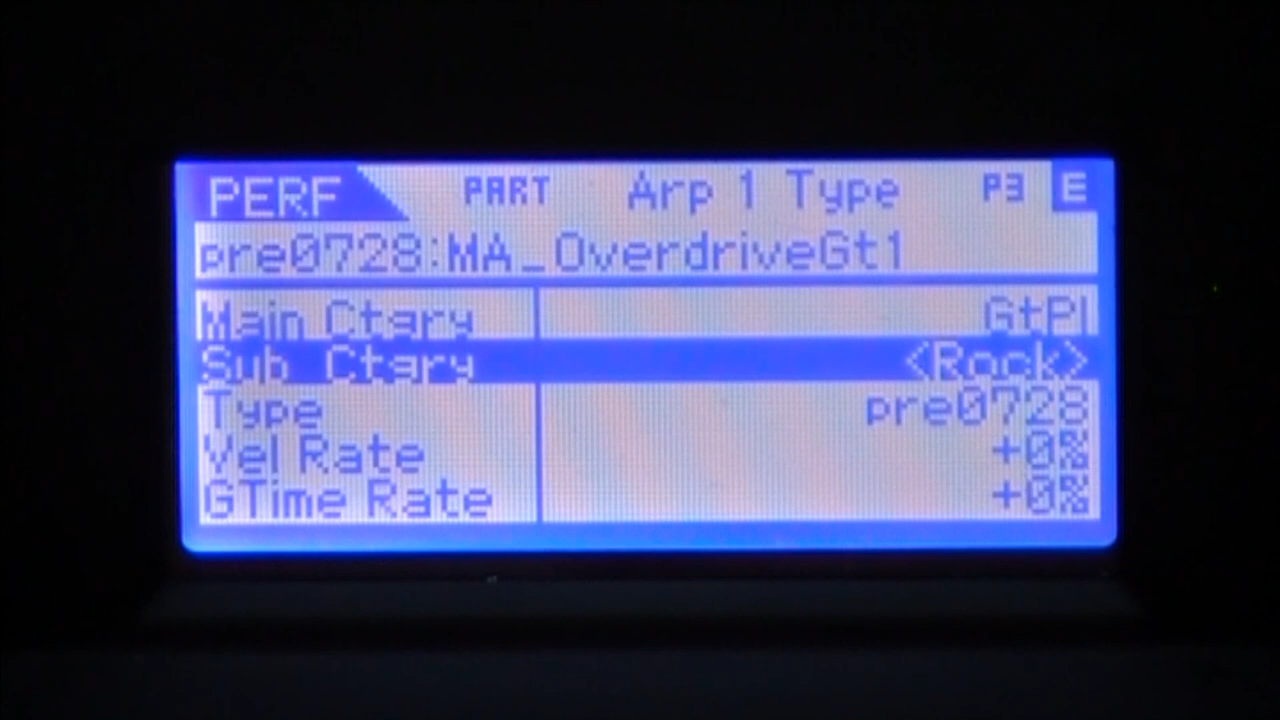 PERF PART Arp 1 Type P3 E
pre0728:MA_OverdriveGt1
Main Ctgry GtPl
Sub Ctgry <Rock>
Type pre0728
Vel Rate +0%
GTime Rate +0%